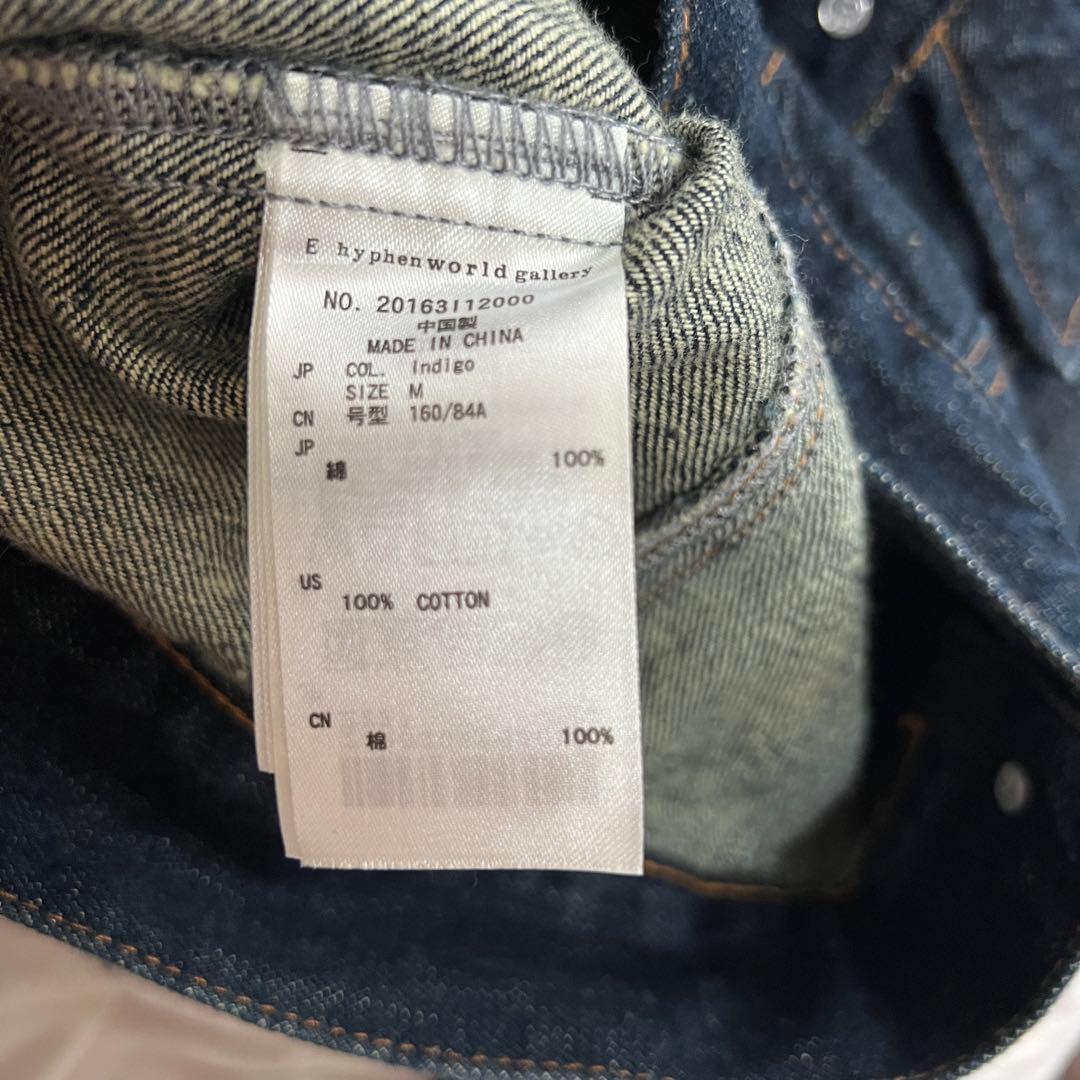 E hyphen world gallery
NO. 20163112000
中国製
MADE IN CHINA
JP COL. Indigo
SIZE M
CN 号型 160/84A
JP
綿 100%
US
100% COTTON
CN
棉 100%